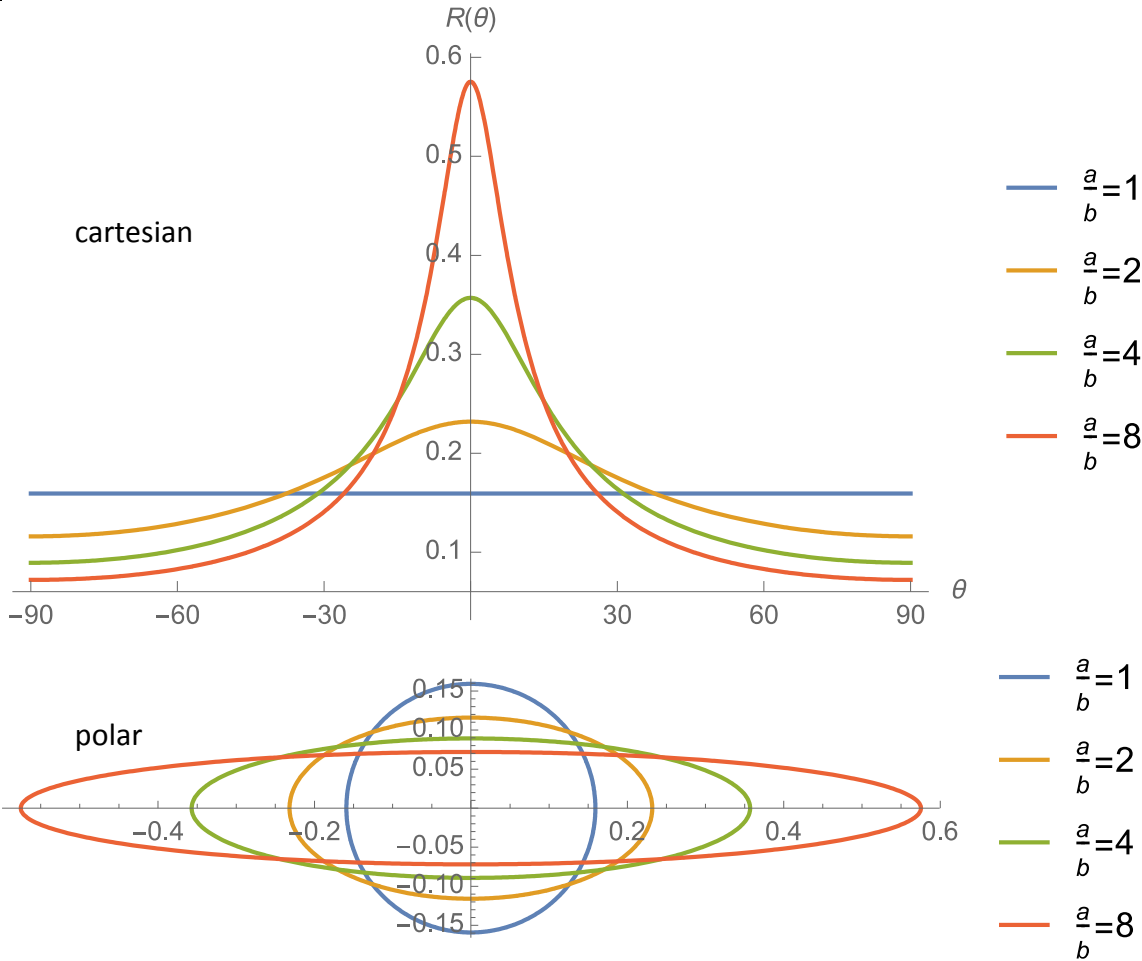 R(θ)
0.6
0.5
0.4
0.3
0.2
0.1
cartesian
−90
−60
−30
30
60
90
θ
a/b=1
a/b=2
a/b=4
a/b=8
polar
0.15
0.10
0.05
−0.05
−0.10
−0.15
−0.4
−0.2
0.2
0.4
0.6
a/b=1
a/b=2
a/b=4
a/b=8